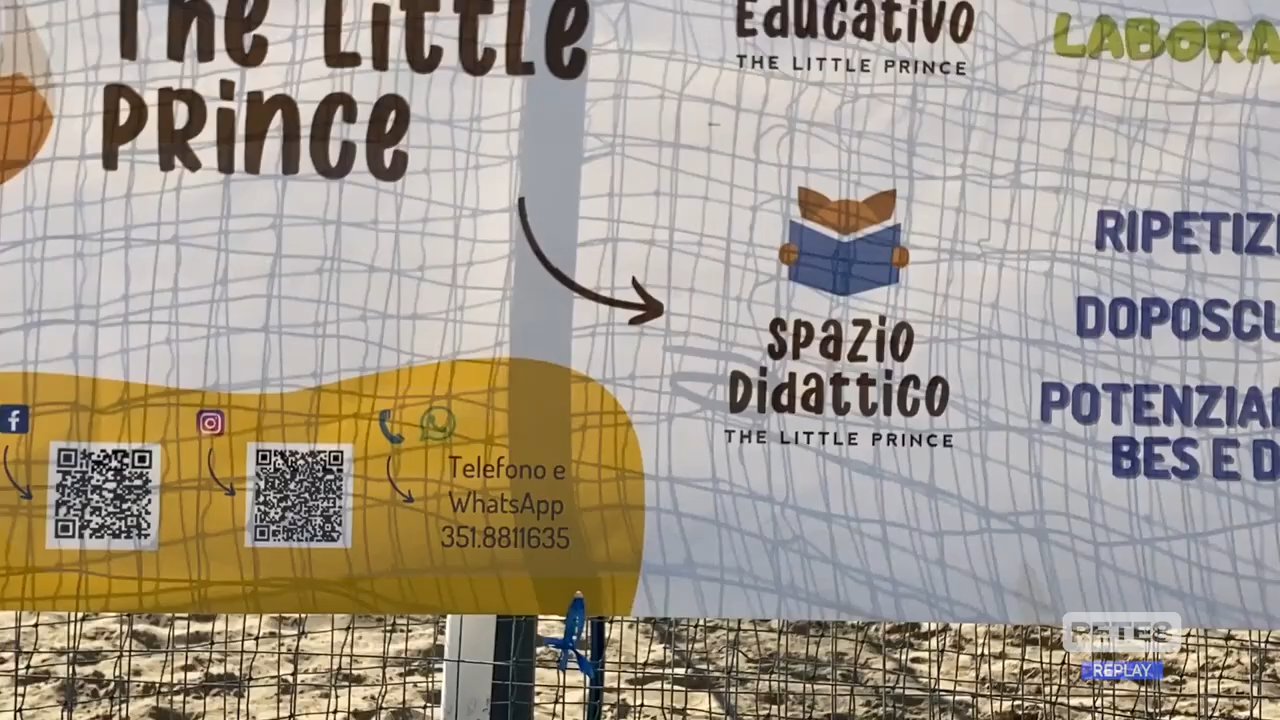 The Little
Prince
Telefono e
WhatsApp
351.8811635
Educativo
THE LITTLE PRINCE
Spazio
Didattico
THE LITTLE PRINCE
LABORA
RIPETIZI
DOPOSCU
POTENZIA
BES E D
RETE8
REPLAY